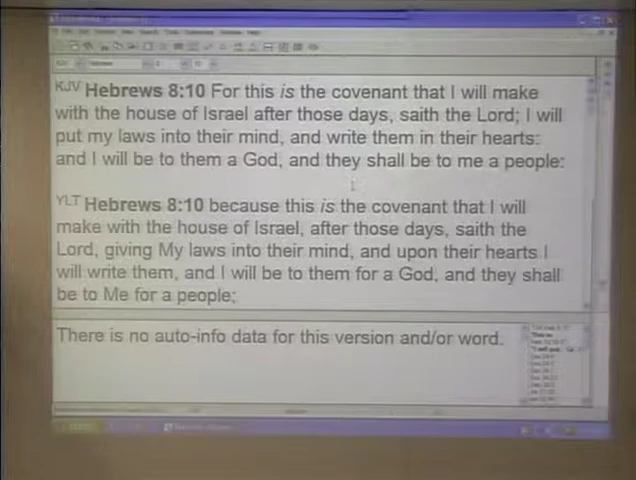 KJV Hebrews 8:10 For this is the covenant that I will make
with the house of Israel after those days, saith the Lord; I will
put my laws into their mind, and write them in their hearts:
and I will be to them a God, and they shall be to me a people:
YLT Hebrews 8:10 because this is the covenant that I will
make with the house of Israel, after those days, saith the
Lord, giving My laws into their mind, and upon their hearts I
will write them, and I will be to them for a God, and they shall
be to Me for a people;
There is no auto-info data for this version and/or word.